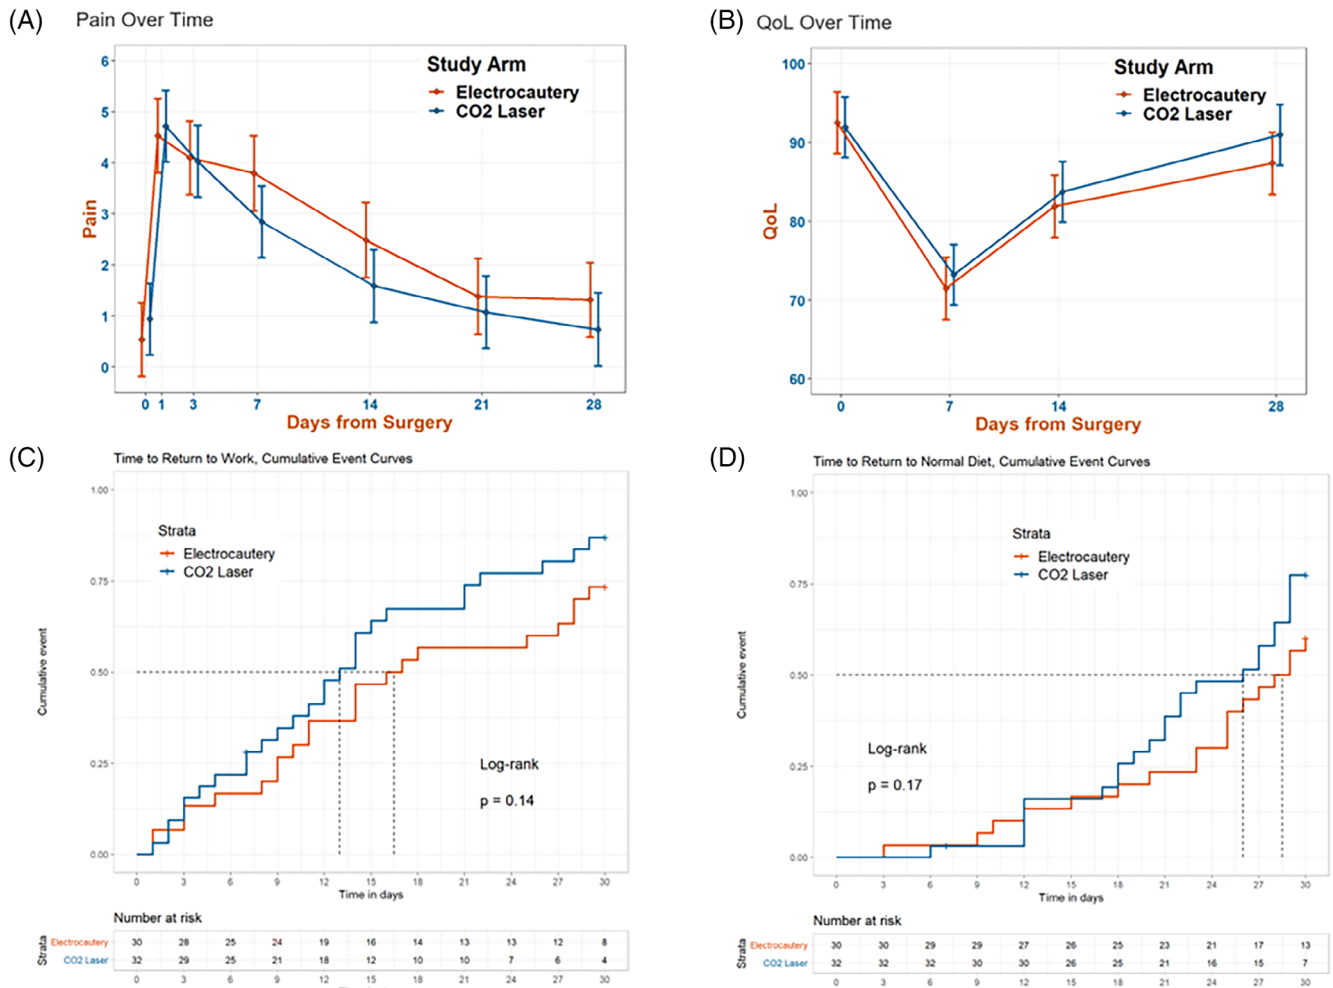 (A) Pain Over Time
Study Arm
Electrocautery
CO2 Laser
6
5
4
3
2
1
0
Pain
0 1 3 7 14 21 28
Days from Surgery
(B) QoL Over Time
Study Arm
Electrocautery
CO2 Laser
100
90
80
70
60
QoL
0 7 14 28
Days from Surgery
(C)
Time to Return to Work, Cumulative Event Curves
Strata
Electrocautery
CO2 Laser
1.00
0.75
0.50
0.25
0.00
Cumulative event
Log-rank
p = 0.14
0 3 6 9 12 15 18 21 24 27 30
Time in days
Number at risk
Strata
Electrocautery 30 28 25 24 19 16 14 13 13 12 8
CO2 Laser 32 29 25 21 18 12 10 10 7 6 4
0 3 6 9 12 15 18 21 24 27 30
(D)
Time to Return to Normal Diet, Cumulative Event Curves
Strata
Electrocautery
CO2 Laser
1.00
0.75
0.50
0.25
0.00
Cumulative event
Log-rank
p = 0.17
0 3 6 9 12 15 18 21 24 27 30
Time in days
Number at risk
Strata
Electrocautery 30 30 29 29 27 26 25 23 21 17 13
CO2 Laser 32 32 32 30 30 26 25 21 16 15 7
0 3 6 9 12 15 18 21 24 27 30